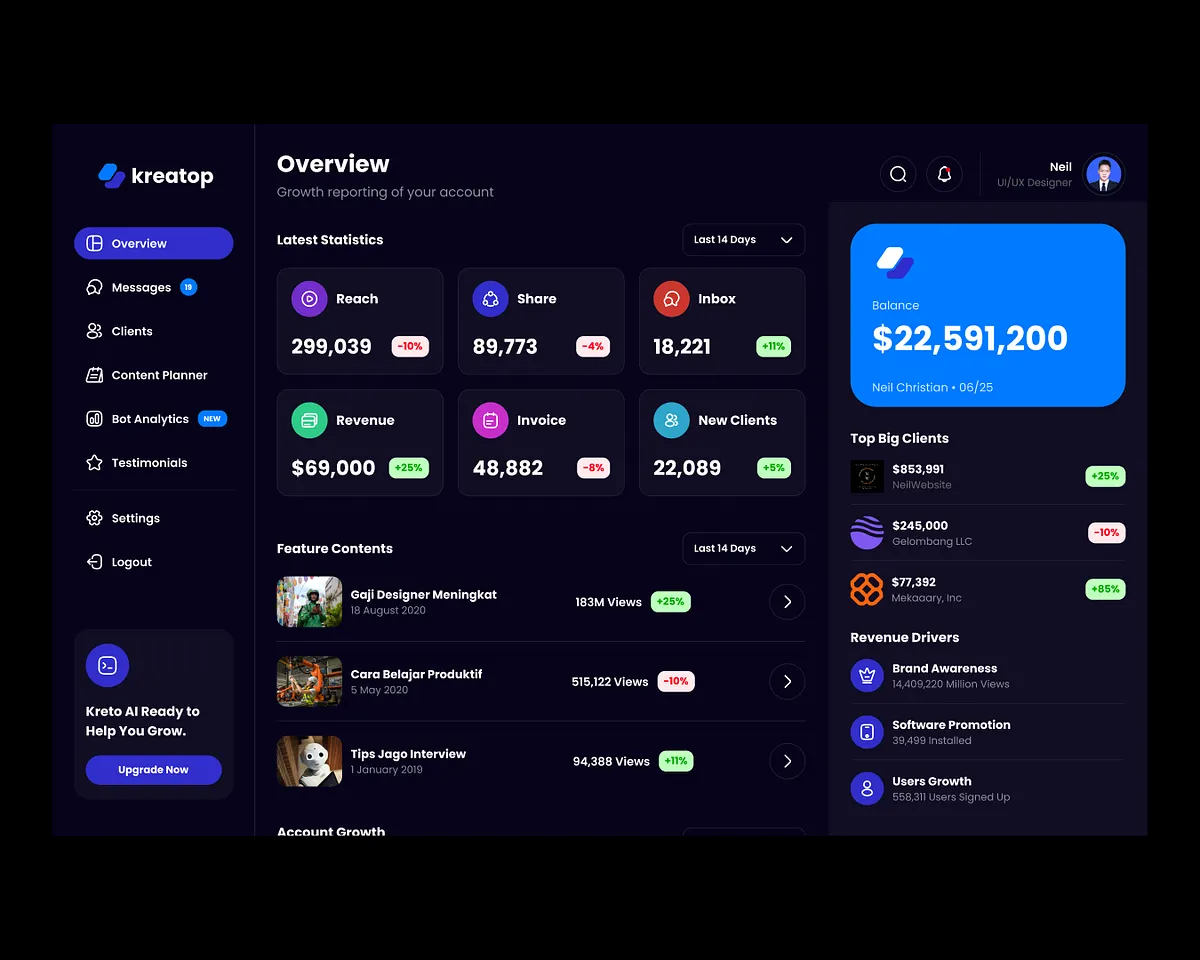 kreatop
Overview
Messages 19
Clients
Content Planner
Bot Analytics NEW
Testimonials
Settings
Logout
Kreto AI Ready to
Help You Grow.
Upgrade Now
Overview
Growth reporting of your account
Neil
UI/UX Designer
Latest Statistics
Last 14 Days
Reach
299,039 -10%
Share
89,773 -4%
Inbox
18,221 +11%
Revenue
$69,000 +25%
Invoice
48,882 -8%
New Clients
22,089 +5%
Feature Contents
Last 14 Days
Gaji Designer Meningkat
18 August 2020
183M Views +25%
Cara Belajar Produktif
5 May 2020
515,122 Views -10%
Tips Jago Interview
1 January 2019
94,388 Views +11%
Account Growth
Balance
$22,591,200
Neil Christian • 06/25
Top Big Clients
$853,991
NeilWebsite
+25%
$245,000
Gelombang LLC
-10%
$77,392
Mekaaary, Inc
+85%
Revenue Drivers
Brand Awareness
14,409,220 Million Views
Software Promotion
39,499 Installed
Users Growth
558,311 Users Signed Up